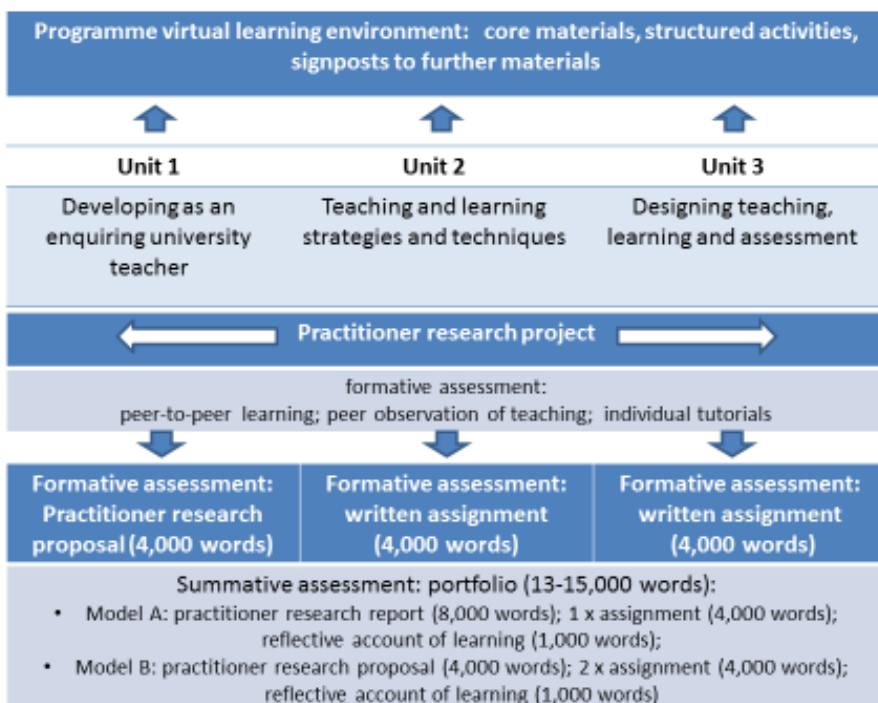 Programme virtual learning environment: core materials, structured activities,
signposts to further materials
Unit 1
Unit 2
Unit 3
Developing as an
enquiring university
teacher
Teaching and learning
strategies and techniques
Designing teaching,
learning and assessment
Practitioner research project
formative assessment:
peer-to-peer learning; peer observation of teaching; individual tutorials
Formative assessment:
Practitioner research
proposal (4,000 words)
Formative assessment:
written assignment
(4,000 words)
Formative assessment:
written assignment
(4,000 words)
Summative assessment: portfolio (13-15,000 words):
• Model A: practitioner research report (8,000 words); 1 x assignment (4,000 words);
reflective account of learning (1,000 words);
• Model B: practitioner research proposal (4,000 words); 2 x assignment (4,000 words);
reflective account of learning (1,000 words)